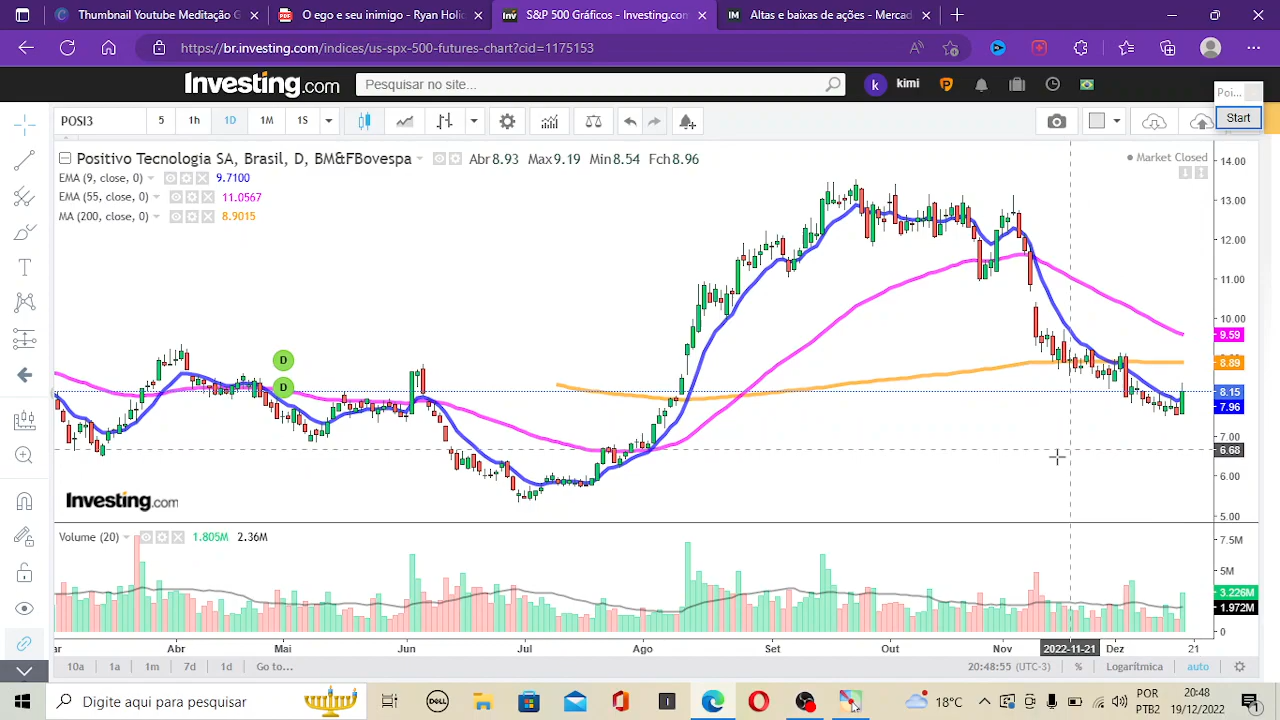 Youtube Thumbnail Meditação G
O ego é seu inimigo - Ryan Holic
Inv S&P 500 Gráficos - Investing.com
IM Altas e baixas de ações - Mercad
https://br.investing.com/indices/us-spx-500-futures-chart?cid=1175153
Investing.com
Pesquisar no site...
k kimi
Poi...
Start
POSI3 5 1h 1D 1M 1S
Positivo Tecnologia SA, Brasil, D, BM&FBovespa Abr 8.93 Max 9.19 Min 8.54 Fch 8.96
Market Closed
EMA (9, close, 0) 9.7100
EMA (55, close, 0) 11.0567
MA (200, close, 0) 8.9015
14.00
13.00
12.00
11.00
10.00
9.59
8.89
8.15
7.96
7.00
6.68
6.00
5.00
D
D
Investing.com
Volume (20) 1.805M 2.36M
7.5M
5M
3.226M
1.972M
0
ar Abr Mai Jun Jul Ago Set Out Nov 2022-11-21 Dez 21
10a 1a 1m 7d 1d Go to... 20:48:55 (UTC-3) % Logarítmica auto
Digite aqui para pesquisar
DELL
18°C
POR
PTB2
20:48
19/12/2022
1